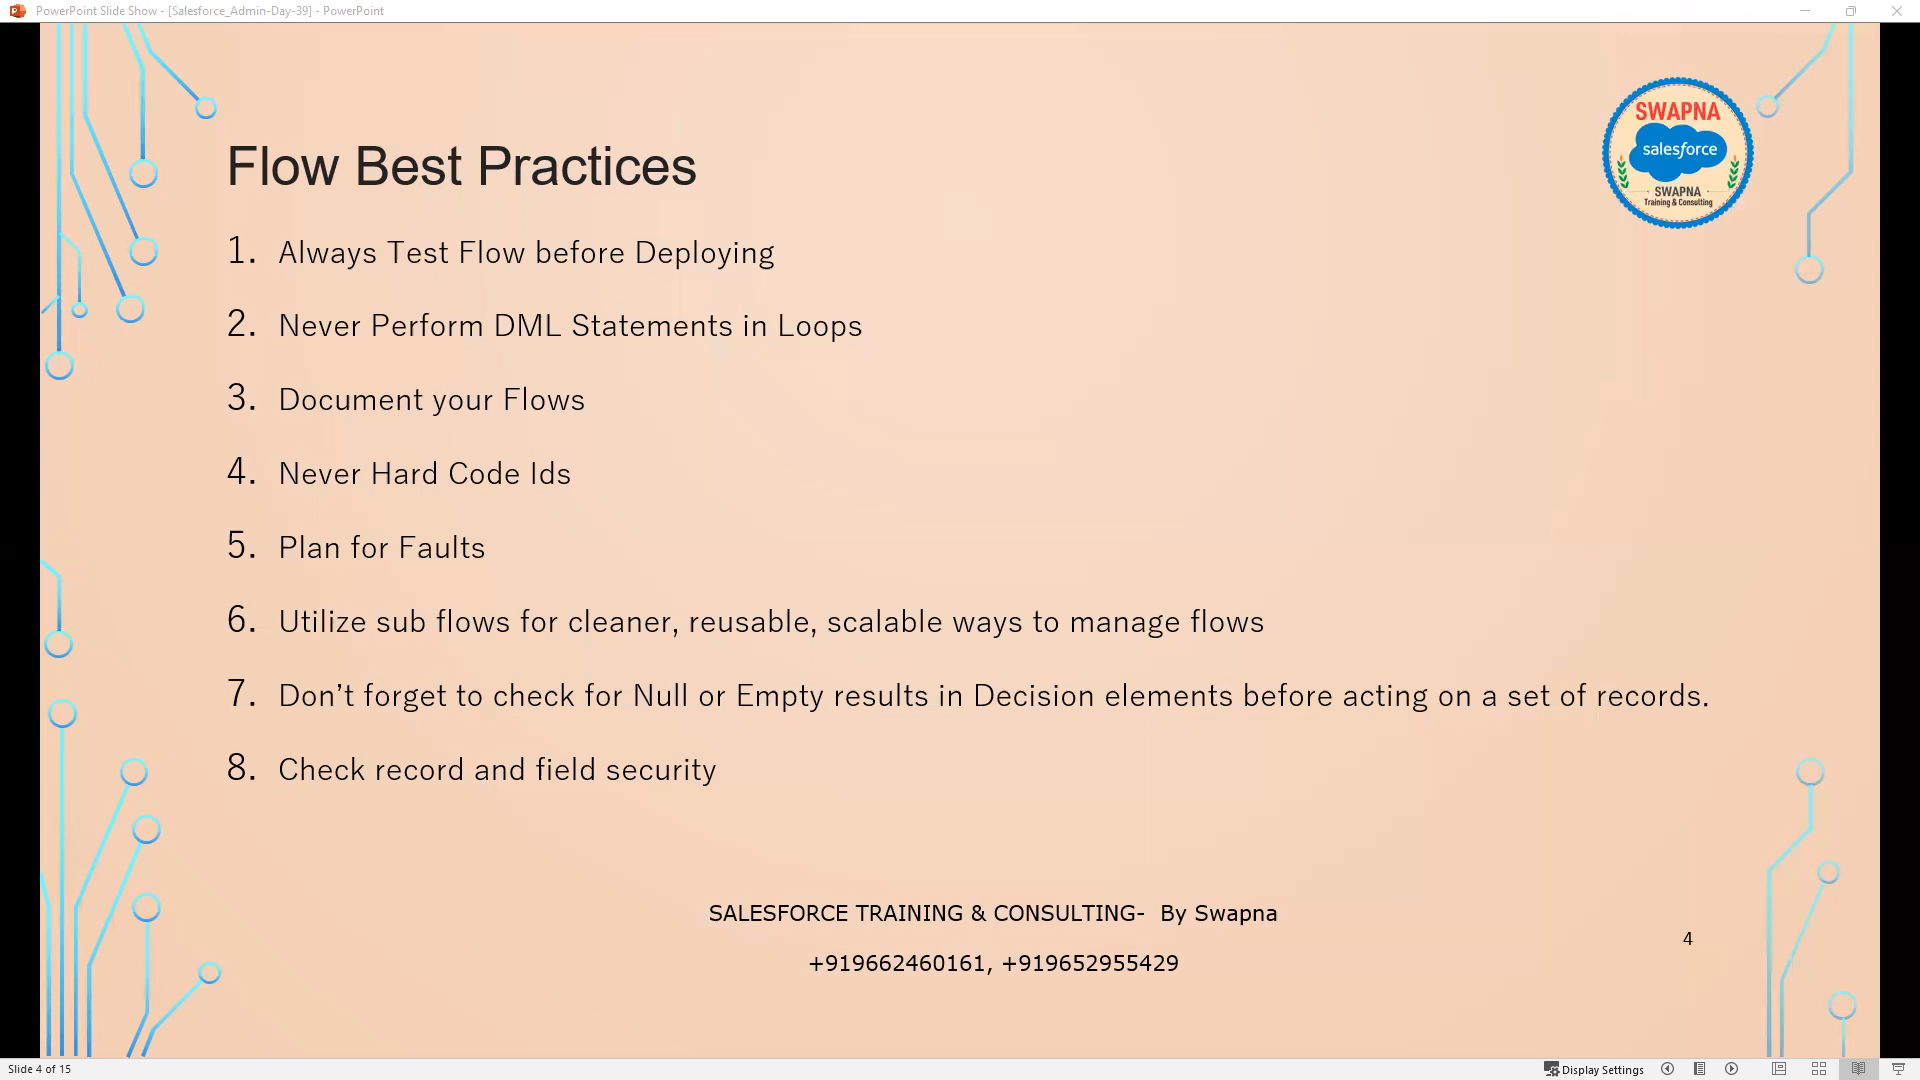 PowerPoint Slide Show - [Salesforce_Admin-Day-39] - PowerPoint
SWAPNA
salesforce
SWAPNA
Training & Consulting
Flow Best Practices
1. Always Test Flow before Deploying
2. Never Perform DML Statements in Loops
3. Document your Flows
4. Never Hard Code Ids
5. Plan for Faults
6. Utilize sub flows for cleaner, reusable, scalable ways to manage flows
7. Don’t forget to check for Null or Empty results in Decision elements before acting on a set of records.
8. Check record and field security
SALESFORCE TRAINING & CONSULTING- By Swapna
4
+919662460161, +919652955429
Slide 4 of 15
Display Settings